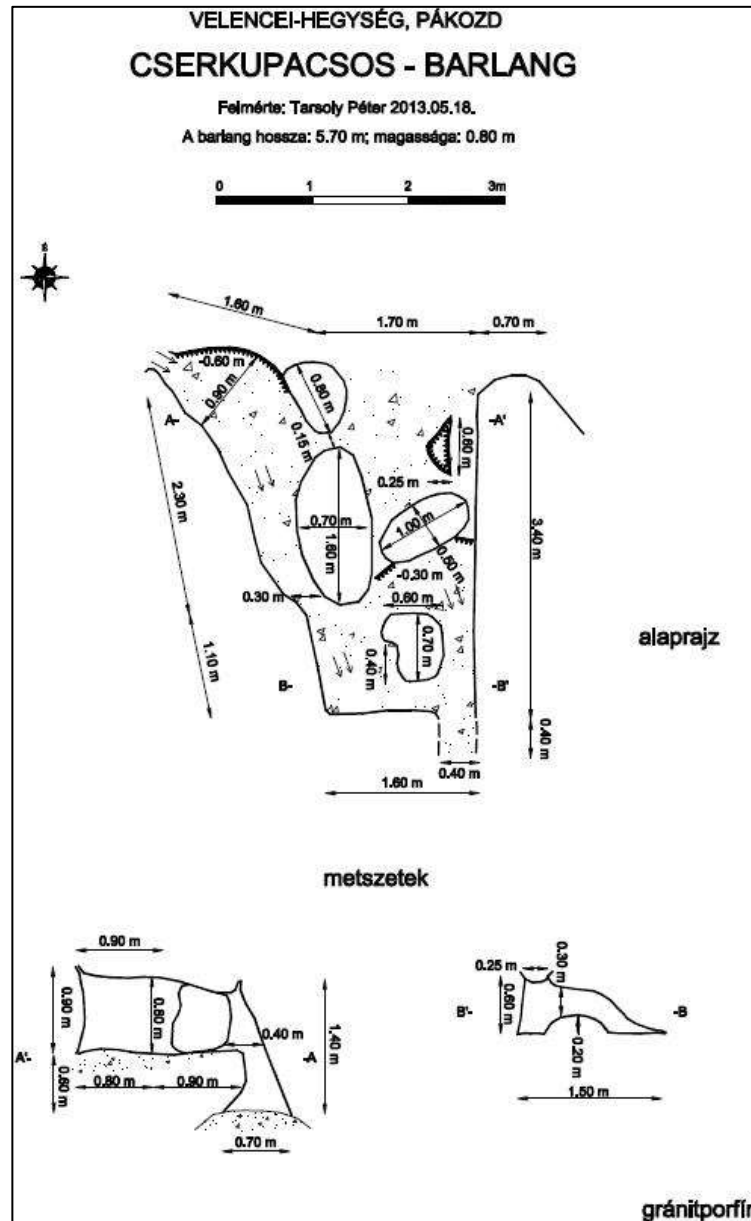 VELENCEI-HEGYSÉG, PÁKOZD
CSERKUPACSOS - BARLANG
Felmérte: Tarsoly Péter 2013.05.18.
A barlang hossza: 5.70 m; magassága: 0.80 m
0 1 2 3m
1.60 m
1.70 m
0.70 m
-0.60 m
0.90 m
0.80 m
A-
-A'
0.15 m
0.60 m
0.25 m
2.30 m
0.70 m
1.60 m
1.00 m
0.50 m
3.40 m
-0.30 m
0.30 m
0.60 m
alaprajz
0.70 m
0.40 m
1.10 m
B-
-B'
0.40 m
0.40 m
1.60 m
metszetek
0.90 m
0.90 m
0.80 m
0.40 m
1.40 m
A'-
-A
0.60 m
0.80 m
0.90 m
0.70 m
0.25 m
0.30 m
0.60 m
B'-
-B
0.20 m
1.50 m
gránitporfír